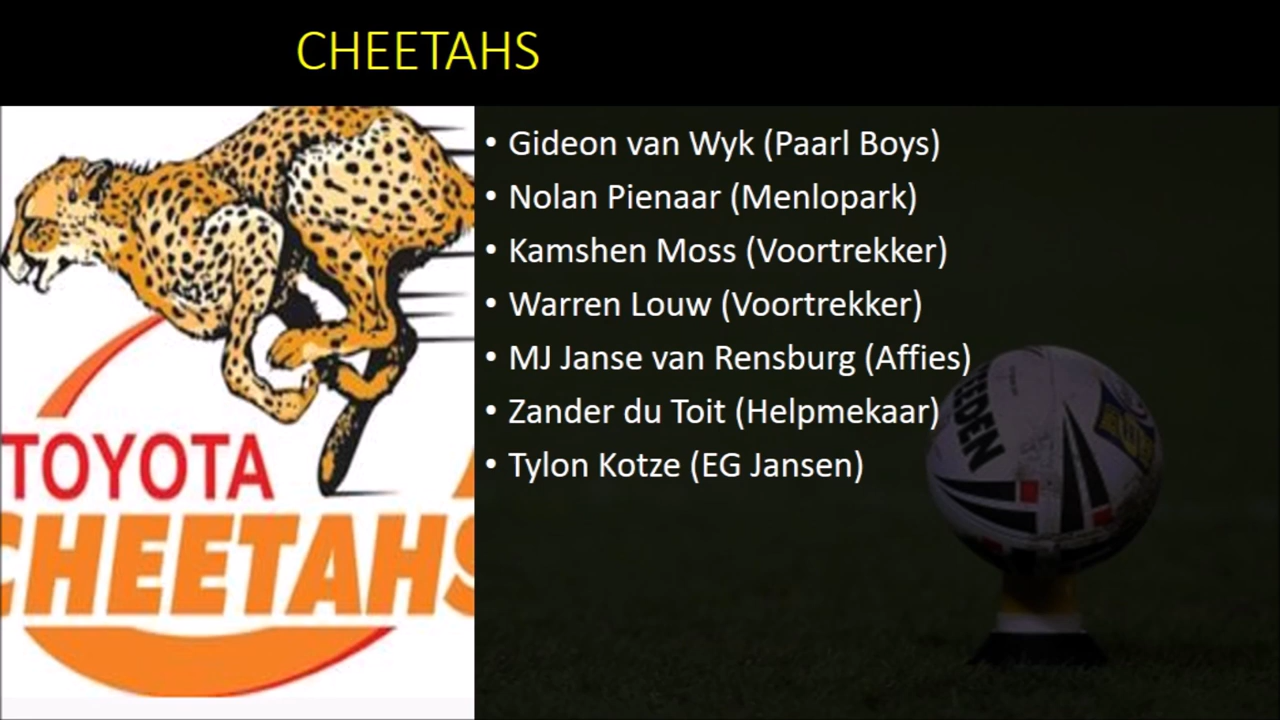 CHEETAHS
• Gideon van Wyk (Paarl Boys)
• Nolan Pienaar (Menlopark)
• Kamshen Moss (Voortrekker)
• Warren Louw (Voortrekker)
• MJ Janse van Rensburg (Affies)
• Zander du Toit (Helpmekaar)
• Tylon Kotze (EG Jansen)
TOYOTA
CHEETAHS